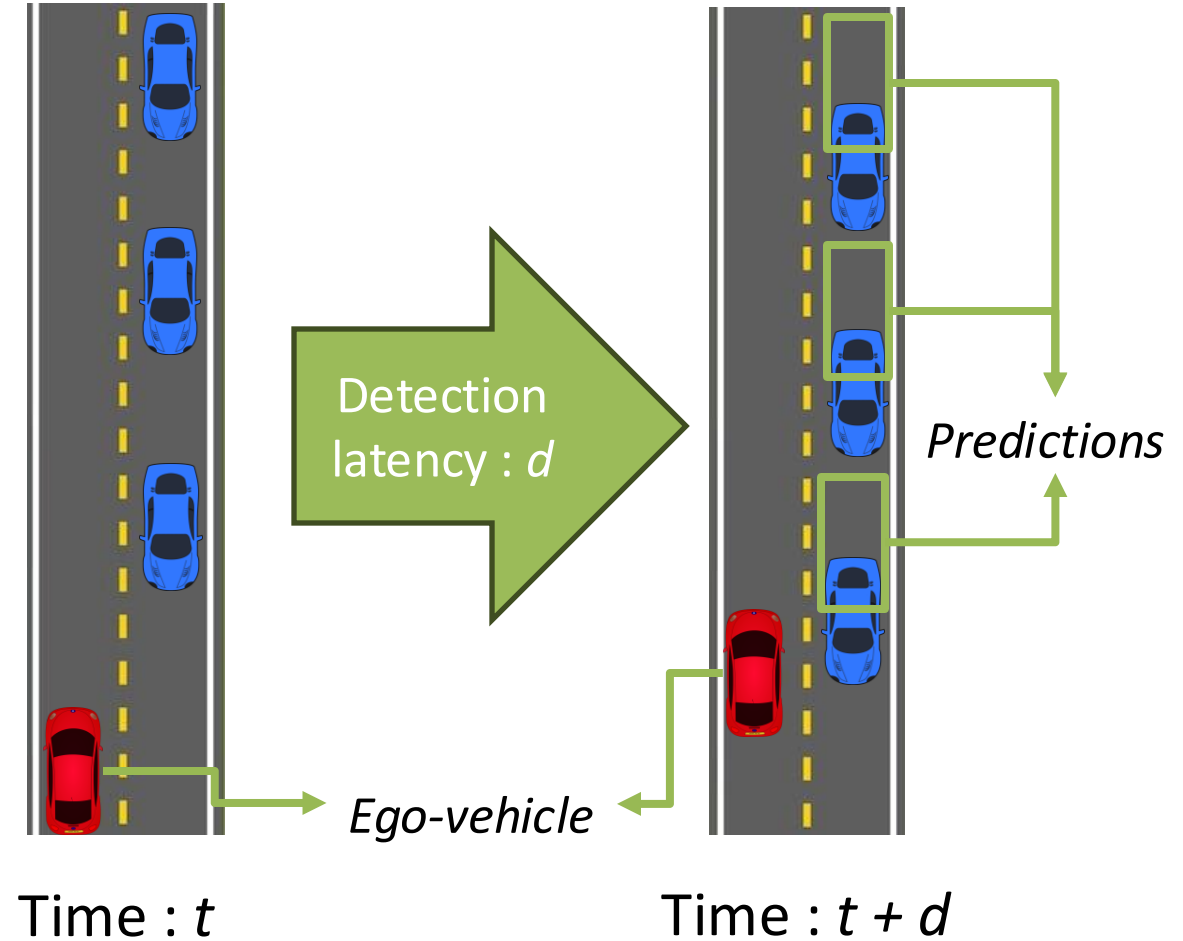 Detection
latency : d
Predictions
Ego-vehicle
Time : t
Time : t + d